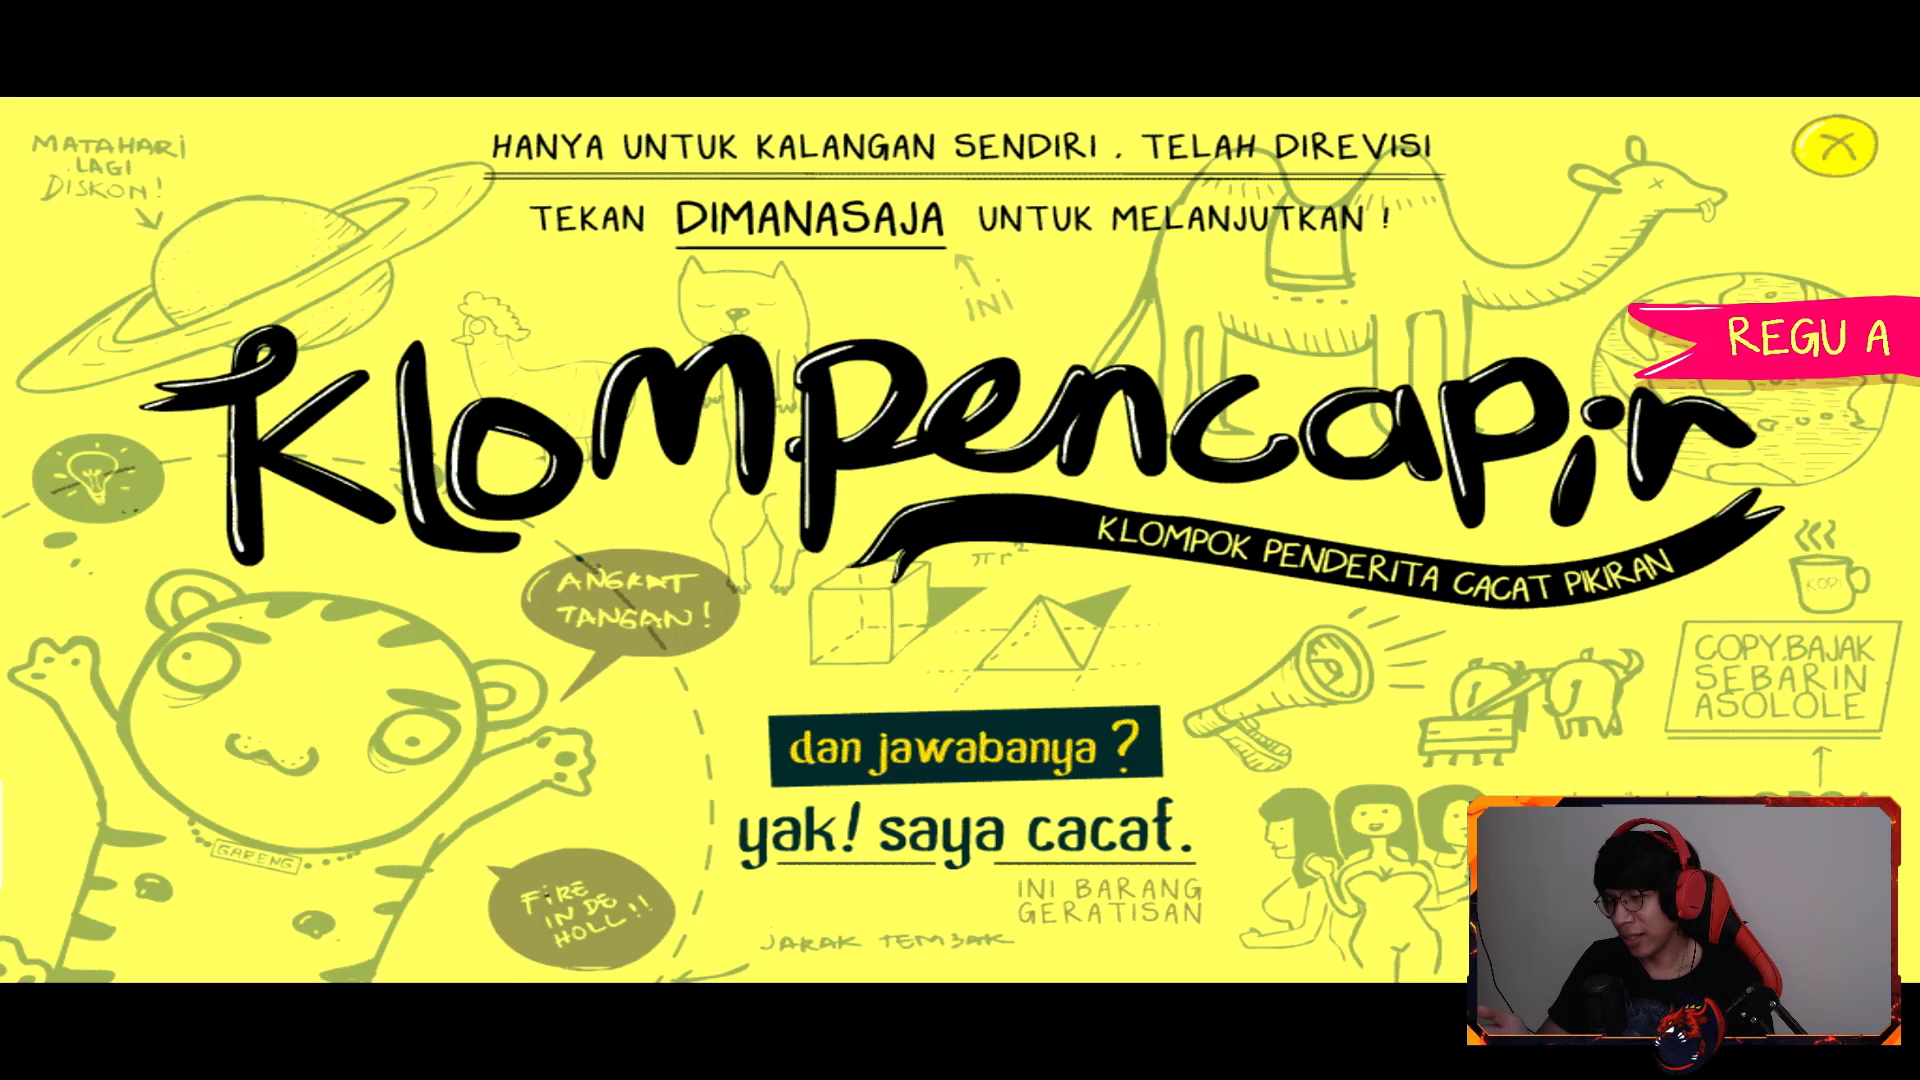 MATAHARI
LAGI
DISKON!
HANYA UNTUK KALANGAN SENDIRI . TELAH DIREVISI
TEKAN DIMANASAJA UNTUK MELANJUTKAN !
INI
REGU A
Klompencapir
KLOMPOK PENDERITA CACAT PIKIRAN
πr²
ANGKAT
TANGAN!
KOPI
COPY.BAJAK
SEBARIN
ASOLOLE
dan jawabanya ?
yak! saya cacat.
GARENG
FIRE
IN DE
HOLL!!
INI BARANG
GERATISAN
JARAK TEMBAK